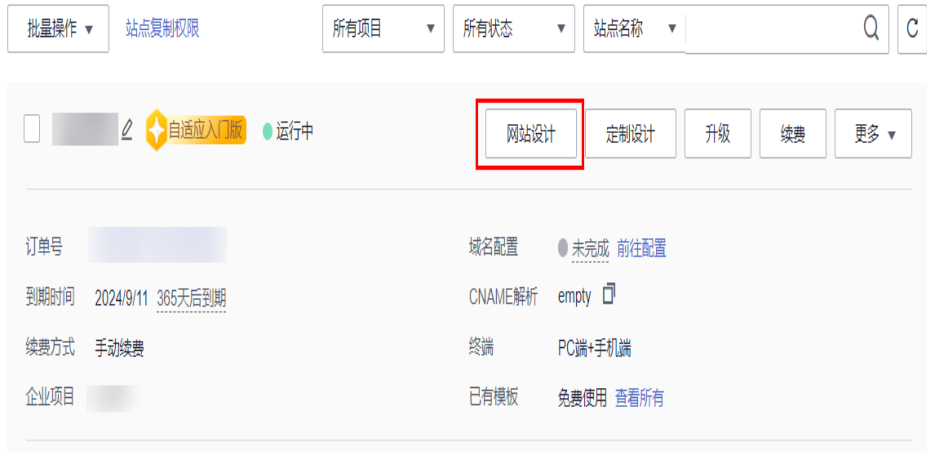 批量操作 站点复制权限 所有项目 所有状态 站点名称
自适应入门版 运行中 网站设计 定制设计 升级 续费 更多
订单号 域名配置 未完成 前往配置
到期时间 2024/9/11 365天后到期 CNAME解析 empty
续费方式 手动续费 终端 PC端+手机端
企业项目 已有模板 免费使用 查看所有